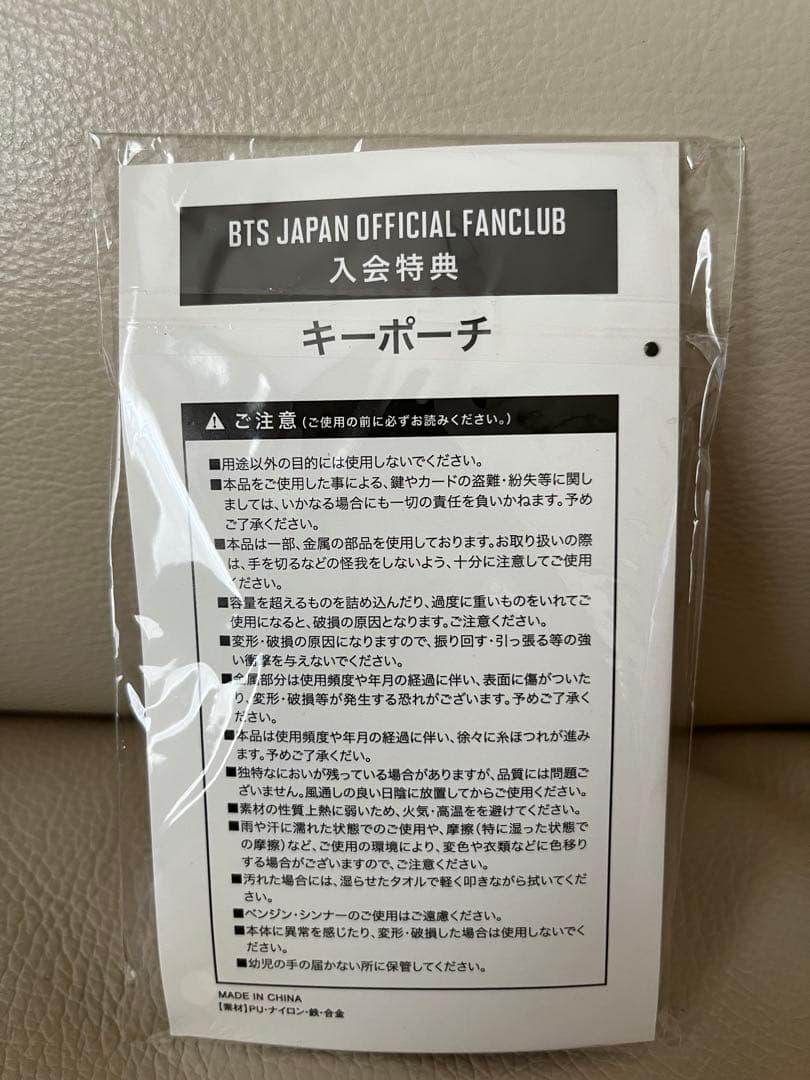 BTS JAPAN OFFICIAL FANCLUB
入会特典
キーポーチ
ご注意(ご使用の前に必ずお読みください。)
■用途以外の目的には使用しないでください。
■本品をご使用した事による、鍵やカードの盗難・紛失等に関し
ましては、いかなる場合にも一切の責任を負いかねます。予め
ご了承ください。
■本品は一部、金属の部品を使用しております。お取り扱いの際
は、手を切るなどの怪我をしないよう、十分に注意してご使用
ください。
■容量を超えるものを詰め込んだり、過度に重いものをいれてご
使用になると、破損の原因となります。ご注意ください。
■変形・破損の原因になりますので、振り回す・引っ張る等の強
い衝撃を与えないでください。
■金属部分は使用頻度や年月の経過に伴い、表面に傷がついた
り、変形・破損等が発生する恐れがございます。予めご了承く
ださい。
■本品は使用頻度や年月の経過に伴い、徐々に糸ほつれが進み
ます。予めご了承くだい。
■独特なにおいが残っている場合がありますが、品質には問題ご
ざいません。風通しの良い日陰に放置してからご使用ください。
■素材の性質上熱に弱いため、火気・高温をを避けてください。
■雨や汗に濡れた状態でのご使用や、摩擦(特に湿った状態で
の摩擦)など、ご使用の環境により、変色や衣類などに色移り
する場合がございますので、ご注意ください。
■汚れた場合には、湿らせたタオルで軽く叩きながら拭いてくだ
さい。
■ベンジン・シンナーのご使用はご遠慮ください。
■本体に異常を感じたり、変形・破損した場合は使用しないでく
ださい。
■幼児の手の届かない所に保管してください。
MADE IN CHINA
【素材】PU・ナイロン・鉄・合金